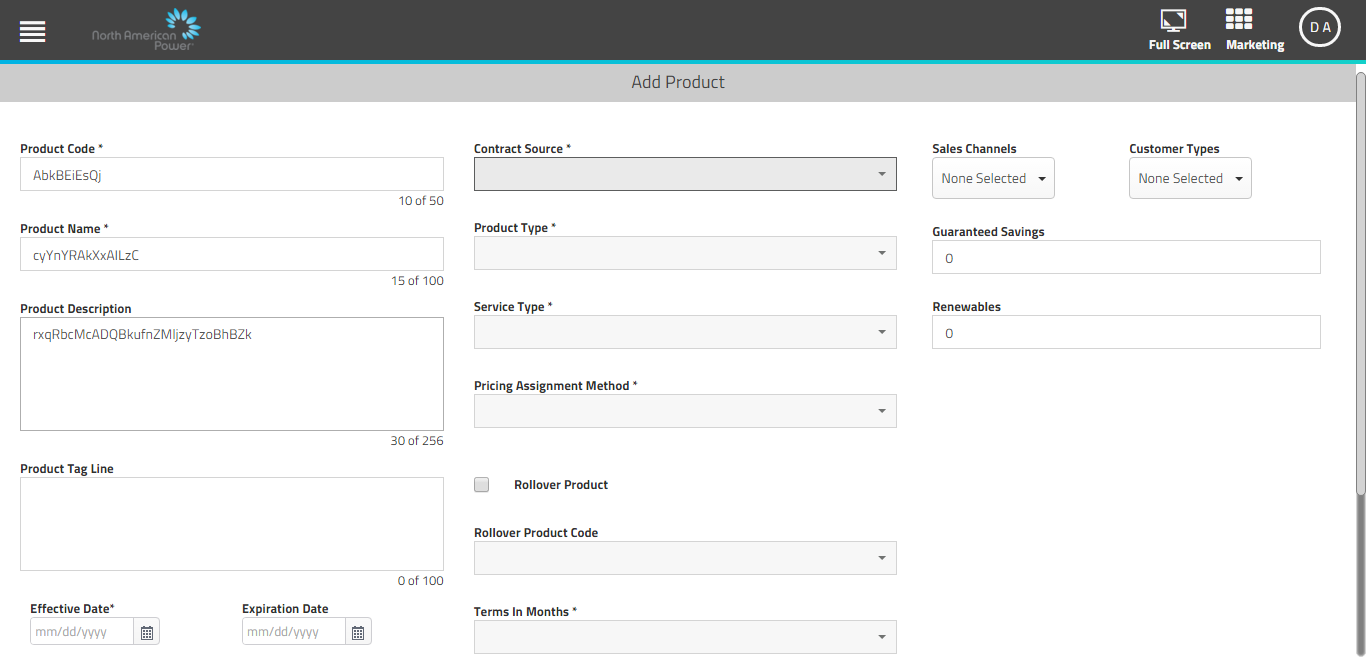 North American
Power
Full Screen
Marketing
D A
Add Product
Product Code *
AbkBEiEsQj
10 of 50
Product Name *
cyYnYRAkXxAILzC
15 of 100
Product Description
rxqRbcMcADQBkufnZMIjzyTzoBhBZk
30 of 256
Product Tag Line
0 of 100
Effective Date*
mm/dd/yyyy
Expiration Date
mm/dd/yyyy
Contract Source *
Product Type *
Service Type *
Pricing Assignment Method *
Rollover Product
Rollover Product Code
Terms In Months *
Sales Channels
None Selected
Customer Types
None Selected
Guaranteed Savings
0
Renewables
0